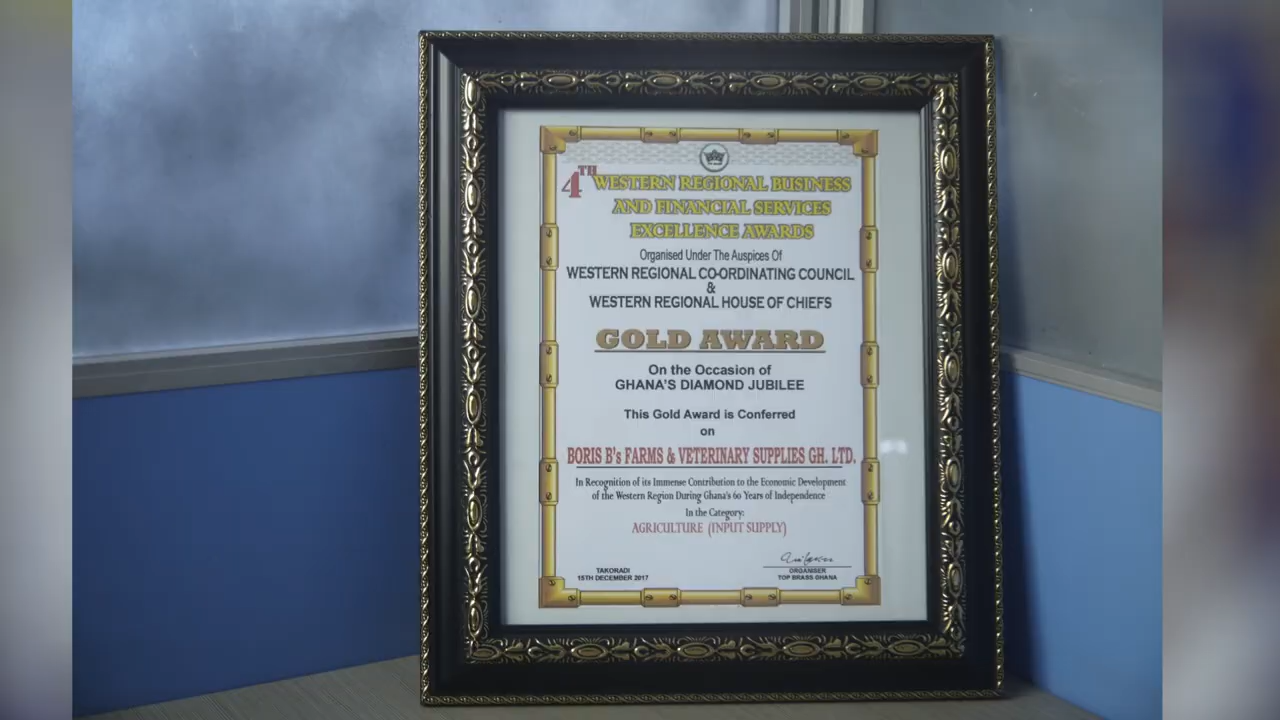 4TH WESTERN REGIONAL BUSINESS
AND FINANCIAL SERVICES
EXCELLENCE AWARDS
Organised Under The Auspices Of
WESTERN REGIONAL CO-ORDINATING COUNCIL
&
WESTERN REGIONAL HOUSE OF CHIEFS
GOLD AWARD
On the Occasion of
GHANA'S DIAMOND JUBILEE
This Gold Award is Conferred
on
BORIS B's FARMS & VETERINARY SUPPLIES GH. LTD.
In Recognition of its Immense Contribution to the Economic Development
of the Western Region During Ghana's 60 Years of Independence
In the Category:
AGRICULTURE (INPUT SUPPLY)
TAKORADI
15TH DECEMBER 2017
ORGANISER
TOP BRASS GHANA